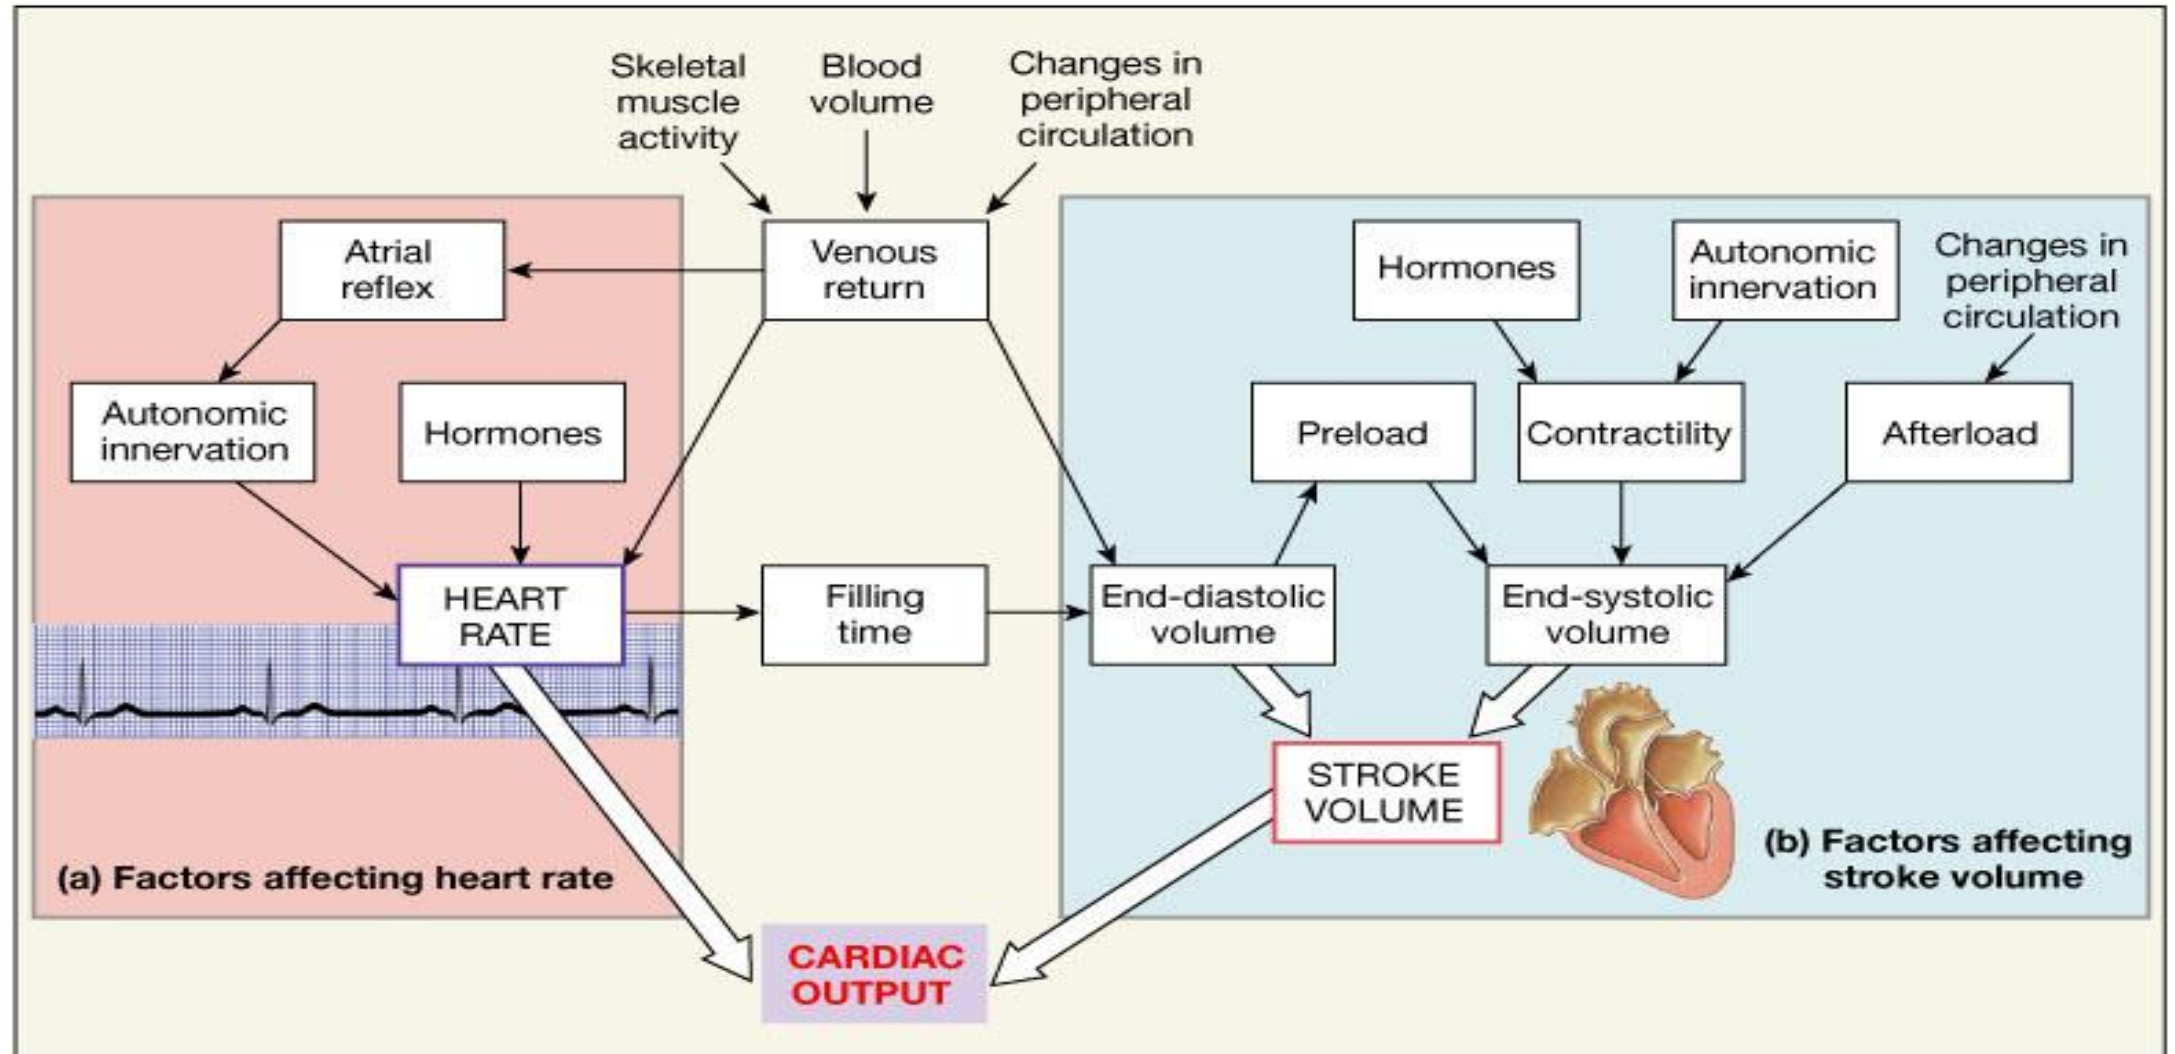 Skeletal
muscle
activity
Blood
volume
Changes in
peripheral
circulation
Atrial
reflex
Venous
return
Hormones
Autonomic
innervation
Changes in
peripheral
circulation
Autonomic
innervation
Hormones
Preload
Contractility
Afterload
HEART
RATE
Filling
time
End-diastolic
volume
End-systolic
volume
STROKE
VOLUME
(a) Factors affecting heart rate
(b) Factors affecting
stroke volume
CARDIAC
OUTPUT